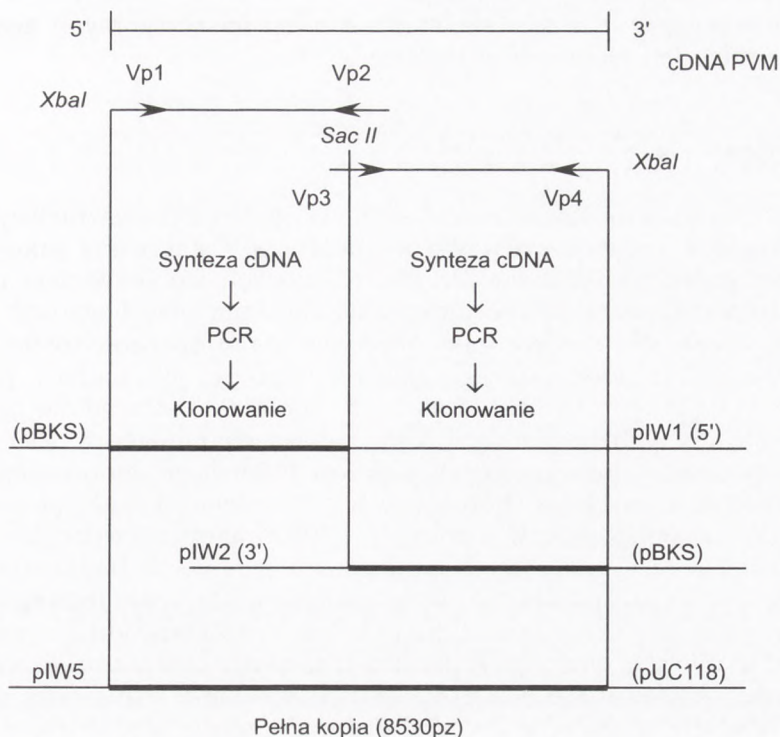 5' 3'
cDNA PVM
Vp1 Vp2
XbaI
Sac II
XbaI
Vp3 Vp4
Synteza cDNA Synteza cDNA
PCR PCR
Klonowanie Klonowanie
(pBKS) pIW1 (5')
pIW2 (3') (pBKS)
pIW5 (pUC118)
Pełna kopia (8530pz)